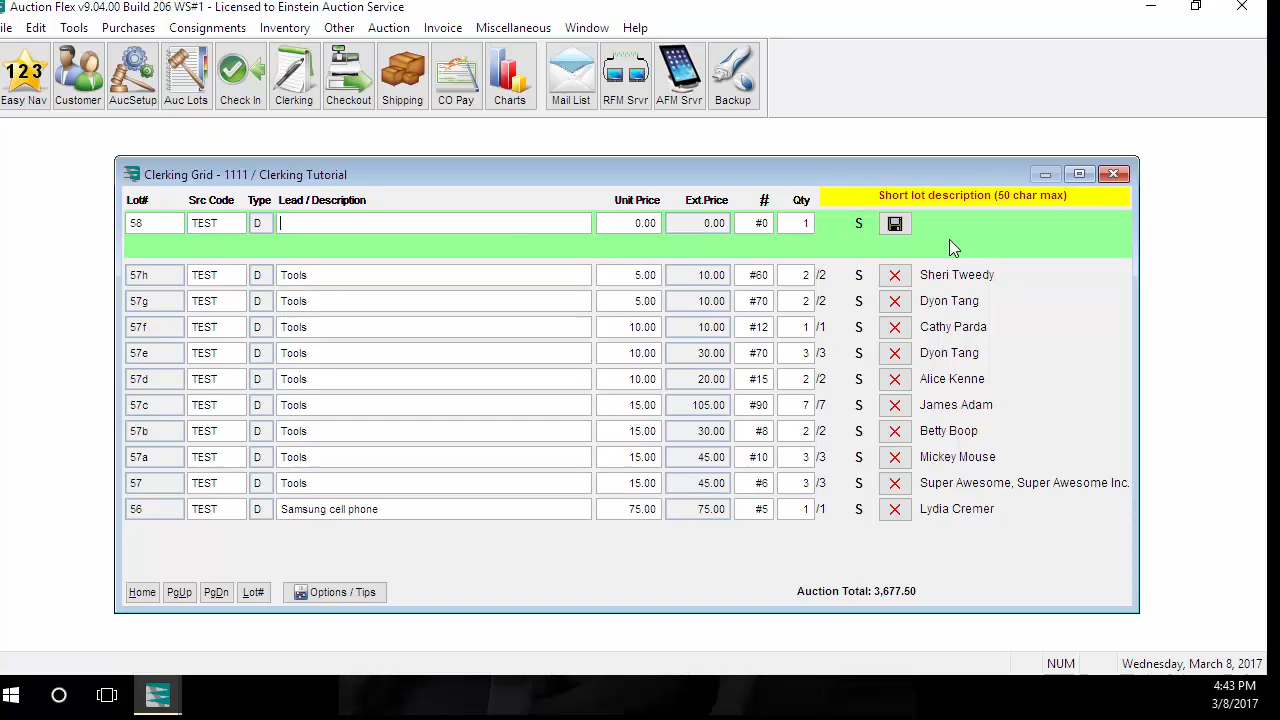 Auction Flex v9.04.00 Build 206 WS#1 - Licensed to Einstein Auction Service
ile Edit Tools Purchases Consignments Inventory Other Auction Invoice Miscellaneous Window Help
1 2 3
Easy Nav Customer AucSetup Auc Lots Check In Clerking Checkout Shipping CO Pay Charts Mail List RFM Srvr AFM Srvr Backup
Clerking Grid - 1111 / Clerking Tutorial
Lot# Src Code Type Lead / Description Unit Price Ext.Price # Qty Short lot description (50 char max)
58 TEST D 0.00 0.00 #0 1 S
57h TEST D Tools 5.00 10.00 #60 2 /2 S Sheri Tweedy
57g TEST D Tools 5.00 10.00 #70 2 /2 S Dyon Tang
57f TEST D Tools 10.00 10.00 #12 1 /1 S Cathy Parda
57e TEST D Tools 10.00 30.00 #70 3 /3 S Dyon Tang
57d TEST D Tools 10.00 20.00 #15 2 /2 S Alice Kenne
57c TEST D Tools 15.00 105.00 #90 7 /7 S James Adam
57b TEST D Tools 15.00 30.00 #8 2 /2 S Betty Boop
57a TEST D Tools 15.00 45.00 #10 3 /3 S Mickey Mouse
57 TEST D Tools 15.00 45.00 #6 3 /3 S Super Awesome, Super Awesome Inc.
56 TEST D Samsung cell phone 75.00 75.00 #5 1 /1 S Lydia Cremer
Home PgUp PgDn Lot# Options / Tips Auction Total: 3,677.50
NUM Wednesday, March 8, 2017
4:43 PM
3/8/2017